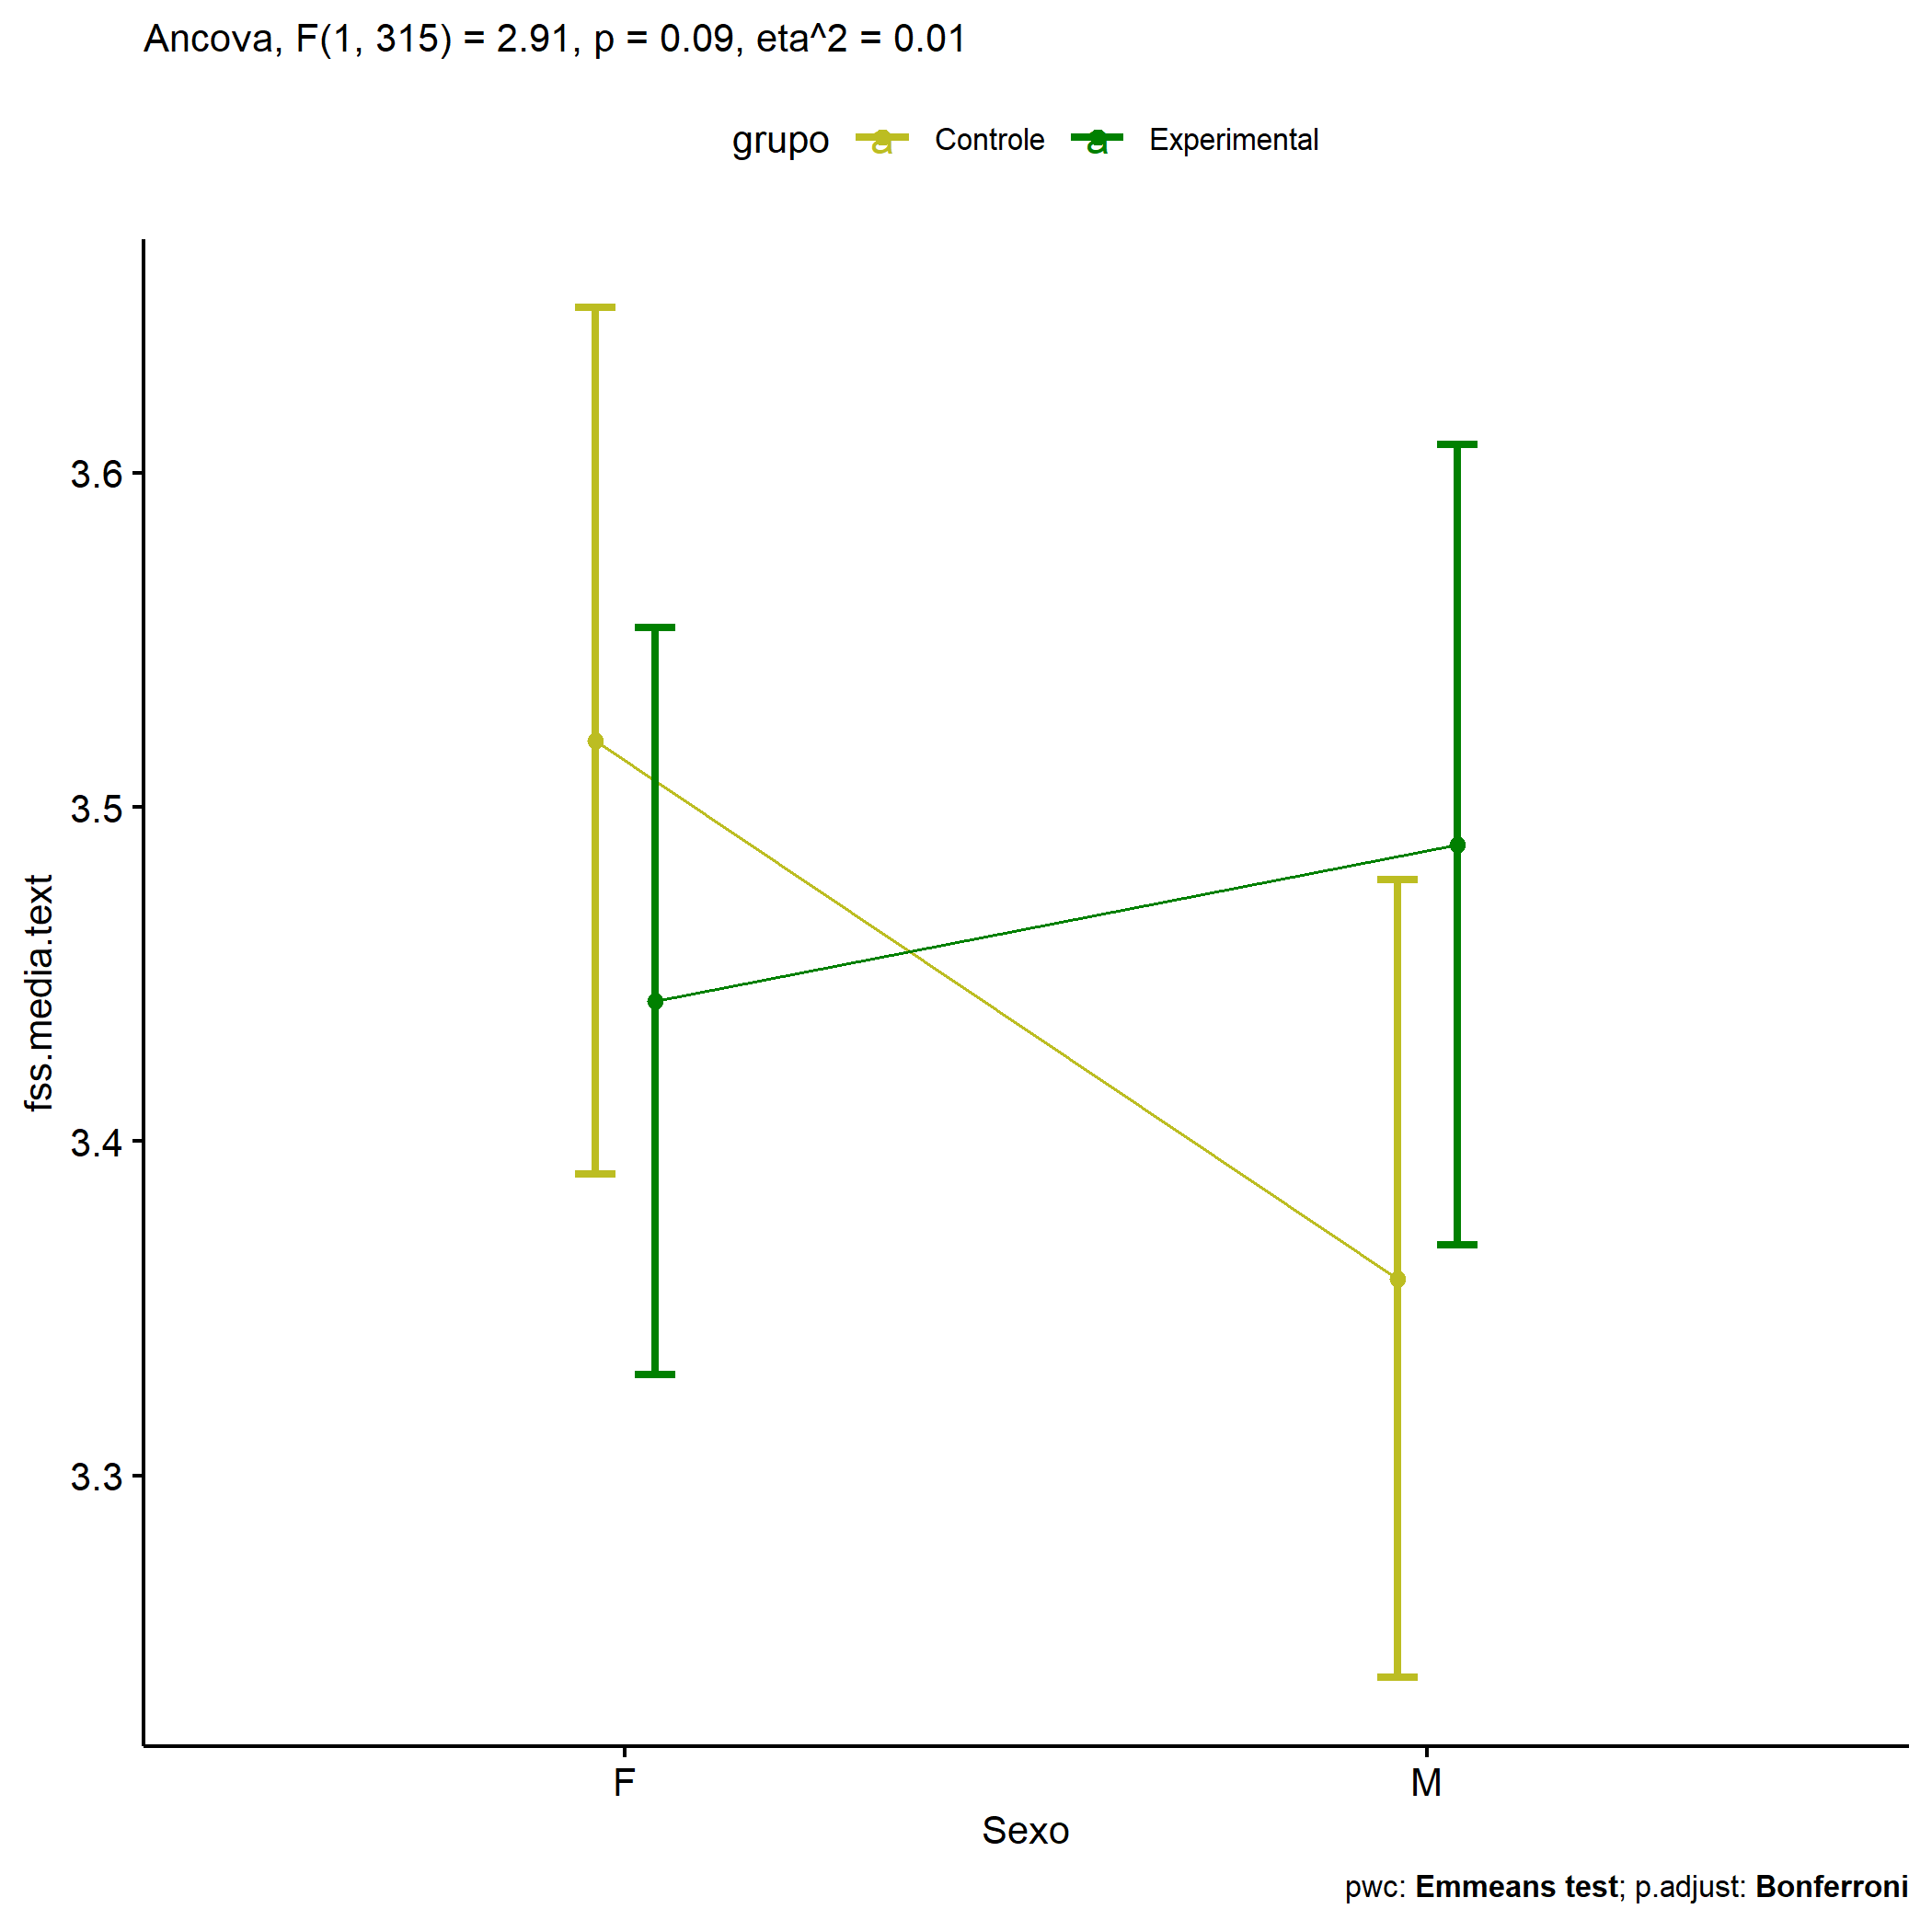 Ancova, F(1, 315) = 2.91, p = 0.09, eta^2 = 0.01
grupo a Controle a Experimental
3.6
3.5
3.4
3.3
fss.media.text
F M
Sexo
pwc: Emmeans test; p.adjust: Bonferroni